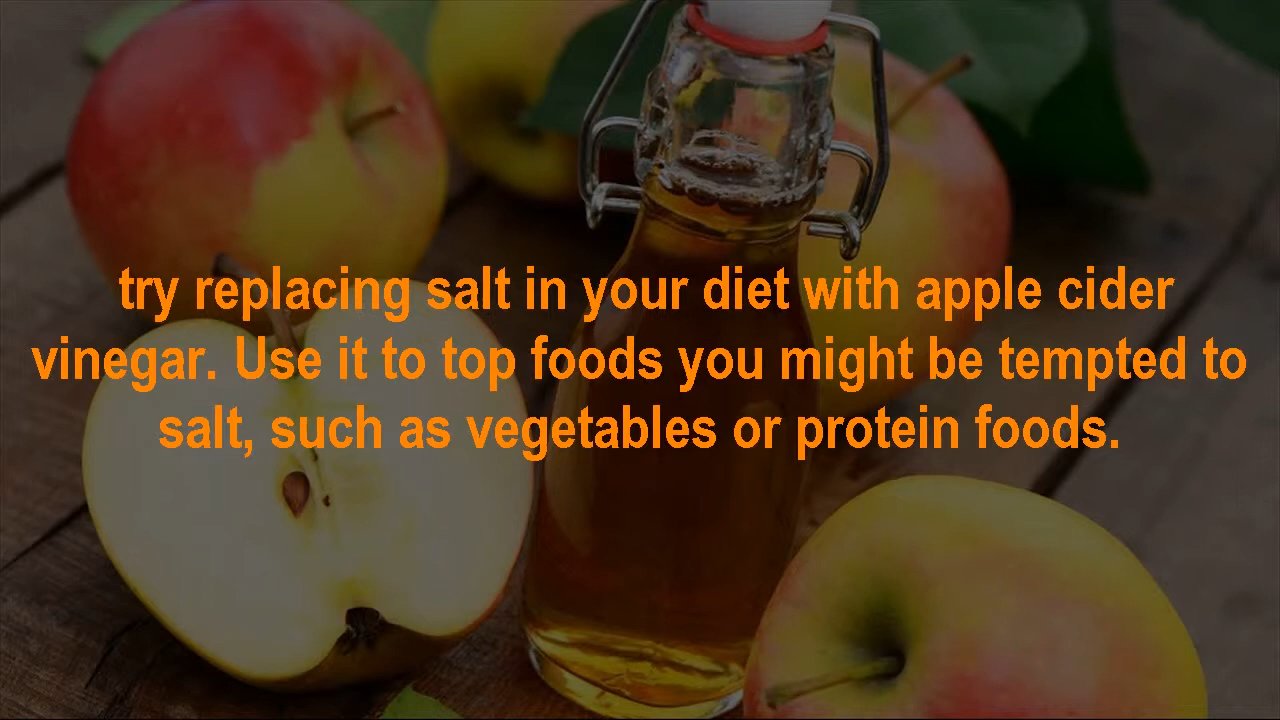 try replacing salt in your diet with apple cider
vinegar. Use it to top foods you might be tempted to
salt, such as vegetables or protein foods.